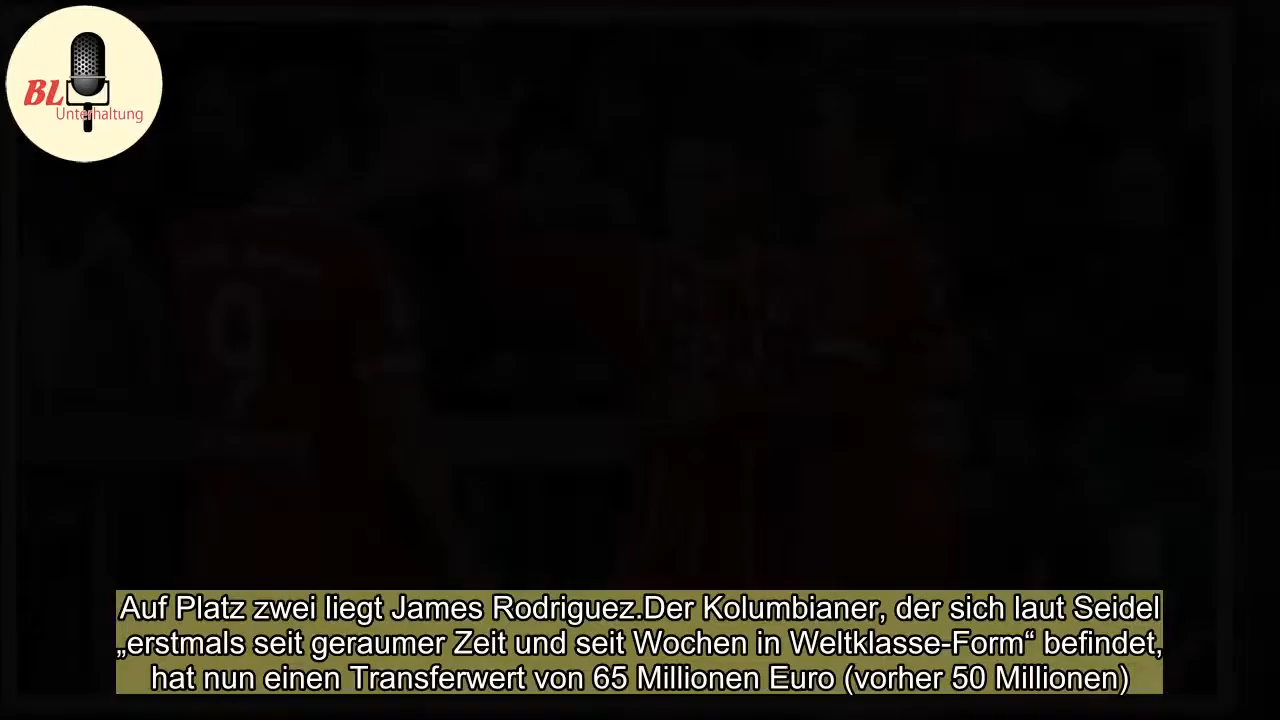 BL
Unterhaltung
9
Auf Platz zwei liegt James Rodriguez.Der Kolumbianer, der sich laut Seidel
„erstmals seit geraumer Zeit und seit Wochen in Weltklasse-Form“ befindet,
hat nun einen Transferwert von 65 Millionen Euro (vorher 50 Millionen)